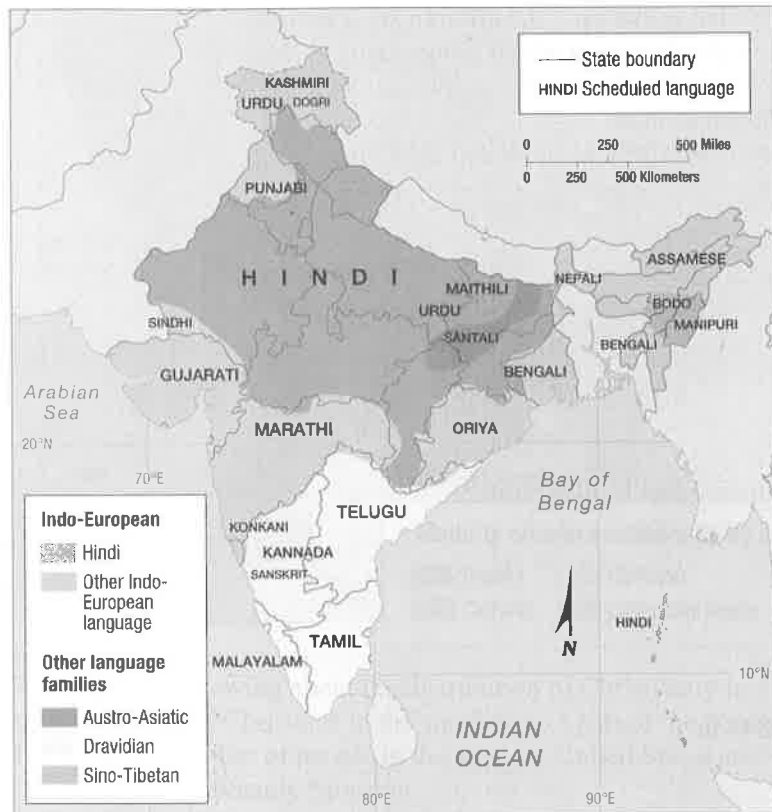 — State boundary
HINDI Scheduled language
0 250 500 Miles
0 250 500 Kilometers
KASHMIRI
URDU DOGRI
PUNJABI
HINDI
MAITHILI
URDU
NEPALI
ASSAMESE
BODO
MANIPURI
SINDHI
SANTALI
BENGALI
BENGALI
GUJARATI
Arabian
Sea
MARATHI
ORIYA
20°N
70°E
Bay of
Bengal
TELUGU
KONKANI
KANNADA
SANSKRIT
TAMIL
MALAYALAM
HINDI
N
10°N
INDIAN
OCEAN
80°E
90°E
Indo-European
Hindi
Other Indo-
European
language
Other language
families
Austro-Asiatic
Dravidian
Sino-Tibetan